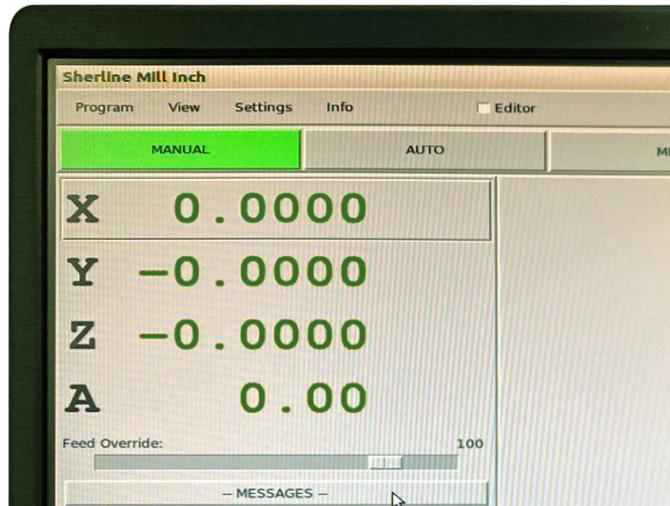 Sherline Mill Inch
Program View Settings Info Editor
MANUAL AUTO
X 0.0000
Y -0.0000
Z -0.0000
A 0.00
Feed Override: 100
-- MESSAGES --